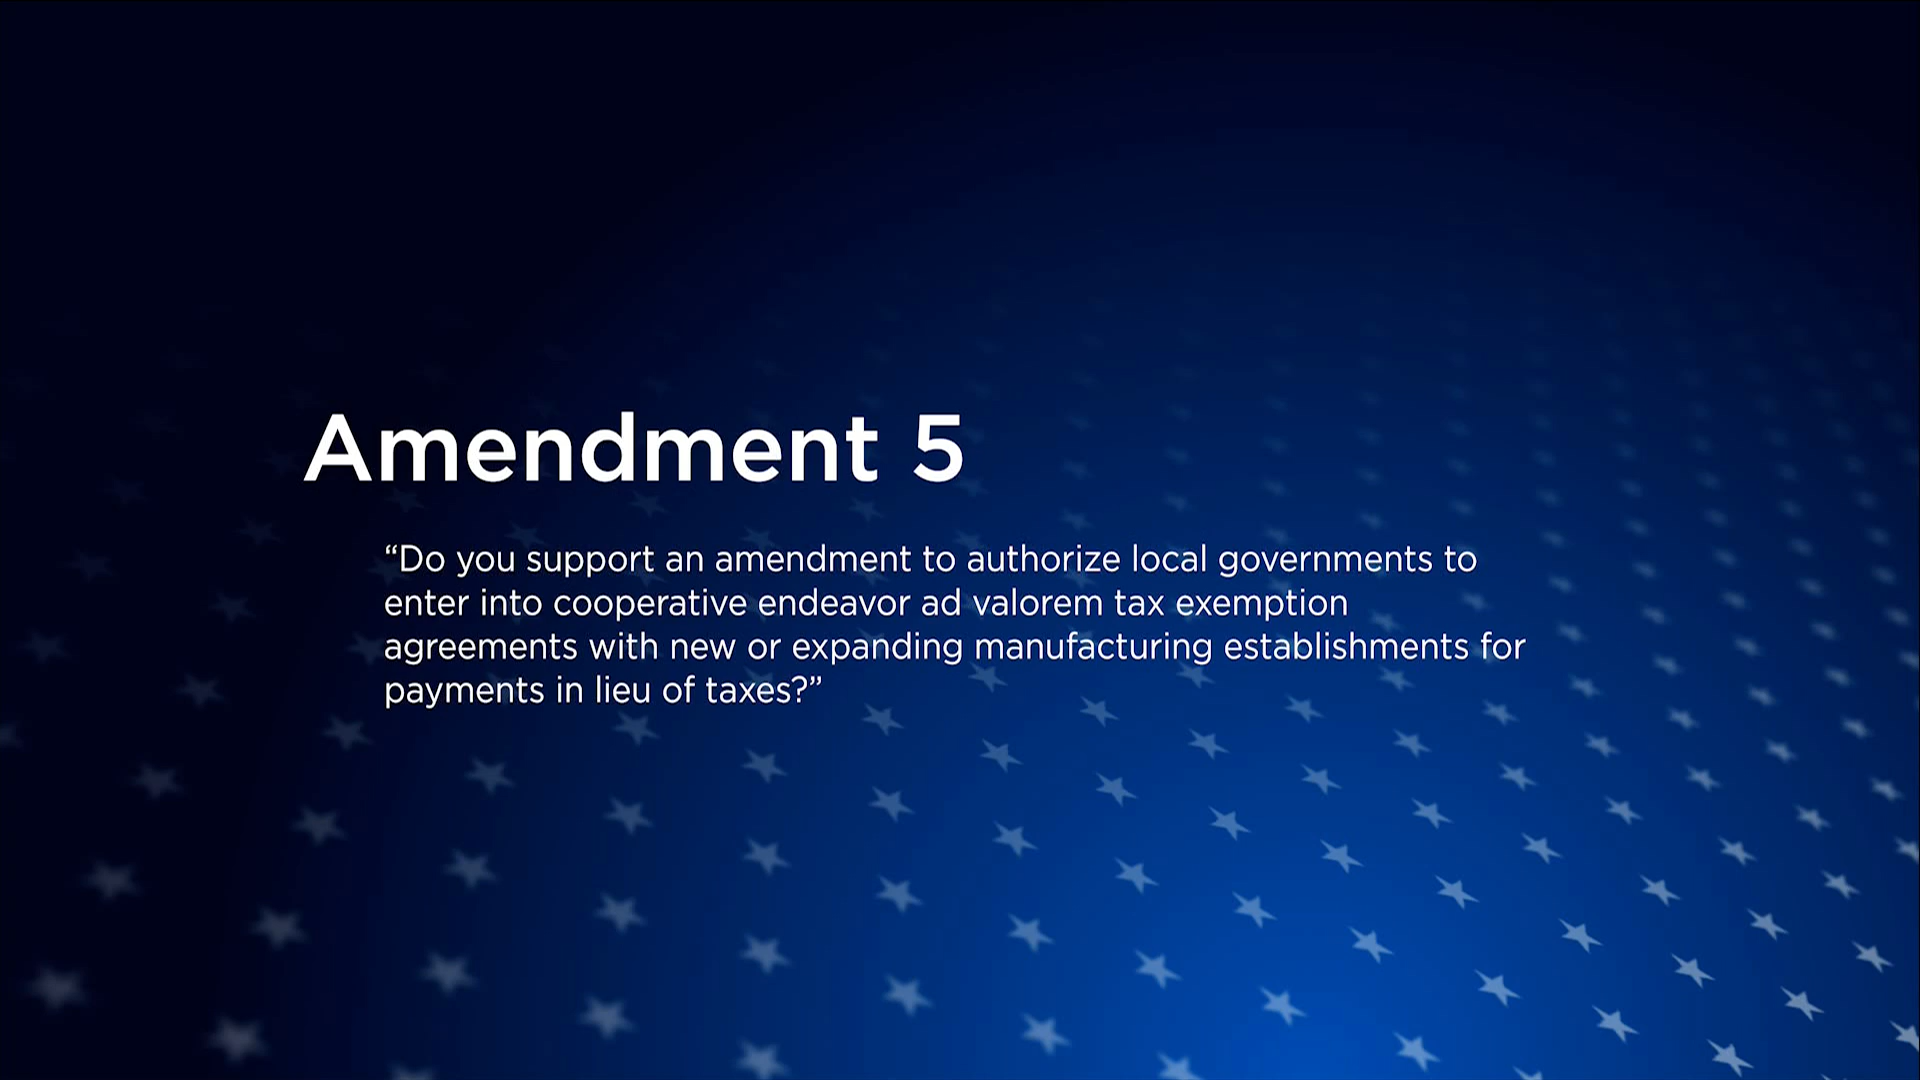 Amendment 5
“Do you support an amendment to authorize local governments to
enter into cooperative endeavor ad valorem tax exemption
agreements with new or expanding manufacturing establishments for
payments in lieu of taxes?”